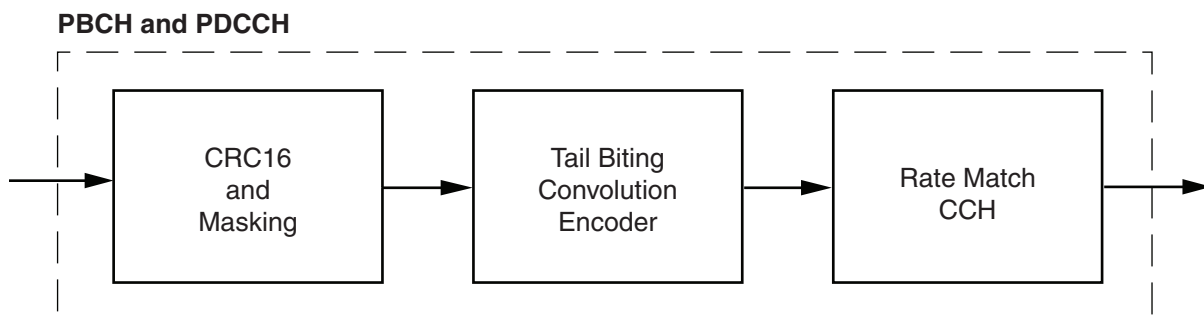 PBCH and PDCCH
CRC16
and
Masking
Tail Biting
Convolution
Encoder
Rate Match
CCH